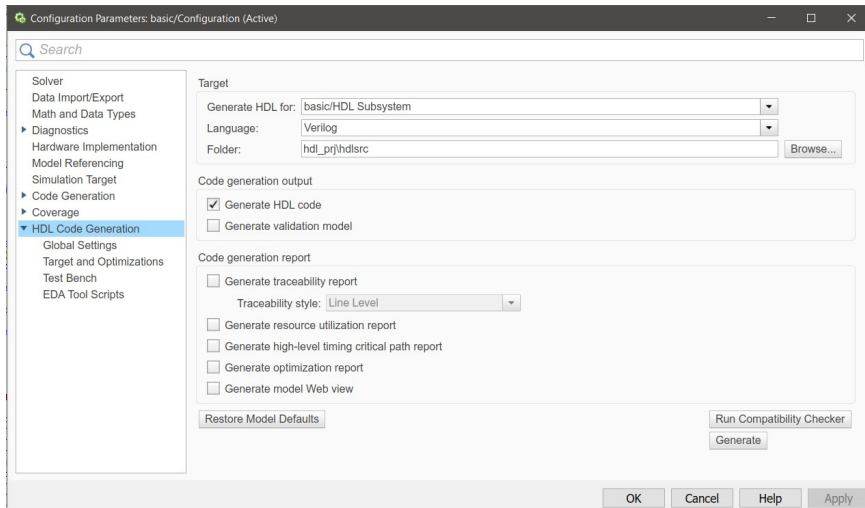 Configuration Parameters: basic/Configuration (Active)
Search
Solver
Data Import/Export
Math and Data Types
Diagnostics
Hardware Implementation
Model Referencing
Simulation Target
Code Generation
Coverage
HDL Code Generation
Global Settings
Target and Optimizations
Test Bench
EDA Tool Scripts
Target
Generate HDL for: basic/HDL Subsystem
Language: Verilog
Folder: hdl_prj\hdlsrc Browse...
Code generation output
Generate HDL code
Generate validation model
Code generation report
Generate traceability report
Traceability style: Line Level
Generate resource utilization report
Generate high-level timing critical path report
Generate optimization report
Generate model Web view
Restore Model Defaults Run Compatibility Checker
Generate
OK Cancel Help Apply